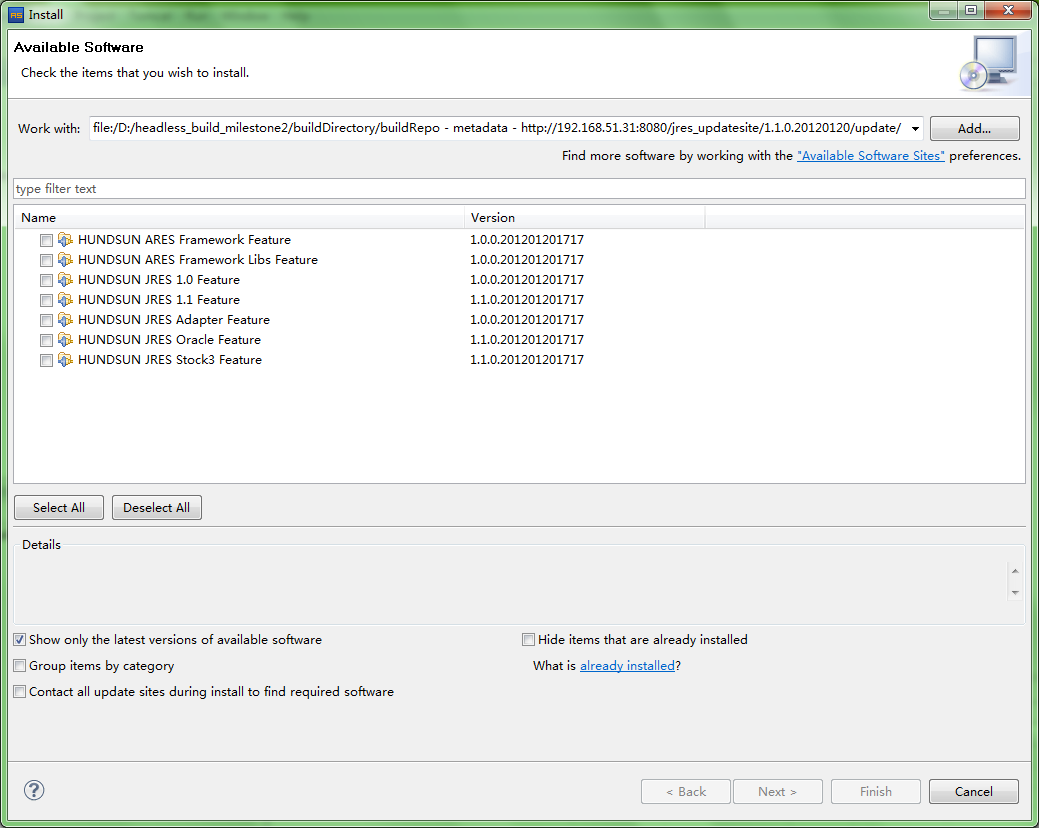 Install
Available Software
Check the items that you wish to install.
Work with: file:/D:/headless_build_milestone2/buildDirectory/buildRepo - metadata - http://192.168.51.31:8080/jres_updatesite/1.1.0.20120120/update/ Add...
Find more software by working with the "Available Software Sites" preferences.
type filter text
Name Version
HUNDSUN ARES Framework Feature 1.0.0.201201201717
HUNDSUN ARES Framework Libs Feature 1.0.0.201201201717
HUNDSUN JRES 1.0 Feature 1.0.0.201201201717
HUNDSUN JRES 1.1 Feature 1.1.0.201201201717
HUNDSUN JRES Adapter Feature 1.0.0.201201201717
HUNDSUN JRES Oracle Feature 1.1.0.201201201717
HUNDSUN JRES Stock3 Feature 1.1.0.201201201717
Select All Deselect All
Details
Show only the latest versions of available software Hide items that are already installed
Group items by category What is already installed?
Contact all update sites during install to find required software
< Back Next > Finish Cancel